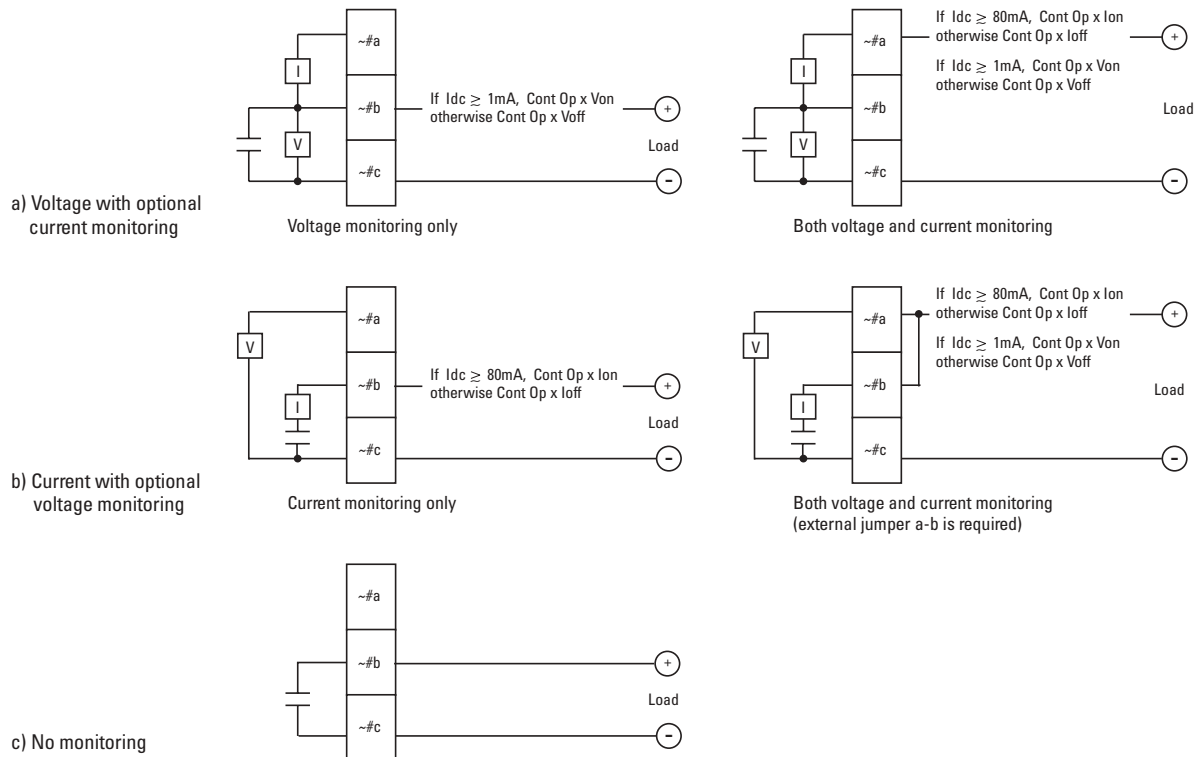 ~#a
I
~#b
V
~#c
If Idc ≳ 1mA, Cont Op x Von
otherwise Cont Op x Voff
+
Load
-
a) Voltage with optional
current monitoring
Voltage monitoring only
~#a
I
~#b
V
~#c
If Idc ≳ 80mA, Cont Op x Ion
otherwise Cont Op x Ioff
If Idc ≳ 1mA, Cont Op x Von
otherwise Cont Op x Voff
+
Load
-
Both voltage and current monitoring
~#a
V
~#b
I
~#c
If Idc ≳ 80mA, Cont Op x Ion
otherwise Cont Op x Ioff
+
Load
-
b) Current with optional
voltage monitoring
Current monitoring only
~#a
V
~#b
I
~#c
If Idc ≳ 80mA, Cont Op x Ion
otherwise Cont Op x Ioff
If Idc ≳ 1mA, Cont Op x Von
otherwise Cont Op x Voff
+
Load
-
Both voltage and current monitoring
(external jumper a-b is required)
~#a
~#b
~#c
+
Load
-
c) No monitoring